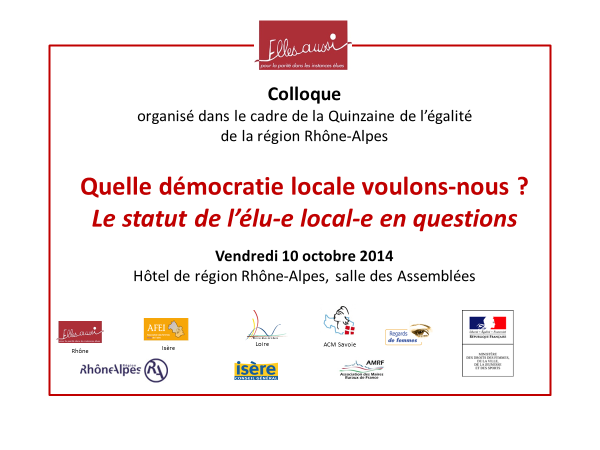 Elles aussi
pour la parité dans les instances élues
Colloque
organisé dans le cadre de la Quinzaine de l’égalité
de la région Rhône-Alpes
Quelle démocratie locale voulons-nous ?
Le statut de l’élu-e local-e en questions
Vendredi 10 octobre 2014
Hôtel de région Rhône-Alpes, salle des Assemblées
Elles aussi
Rhône
AFEI
Isère
Loire
ACM Savoie
Regards
de femmes
RÉPUBLIQUE FRANÇAISE
MINISTÈRE
DES DROITS DES FEMMES,
DE LA VILLE,
DE LA JEUNESSE
ET DES SPORTS
RhôneAlpes RA
isère
CONSEIL GÉNÉRAL
AMRF
Association des Maires
Ruraux de France